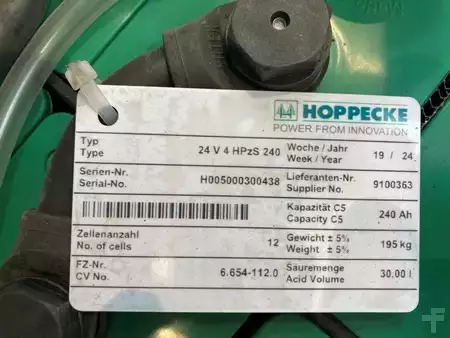 HOPPECKE
POWER FROM INNOVATION
Typ
Type
24 V 4 HPzS 240
Woche / Jahr
Week / Year
19 / 24
Serien-Nr.
Serial-No.
H005000300438
Lieferanten-Nr.
Supplier No.
9100363
Kapazität C5
Capacity C5
240 Ah
Zellenanzahl
No. of cells
12
Gewicht ± 5%
Weight ± 5%
195 kg
FZ-Nr.
CV No.
6.654-112.0
Säuremenge
Acid Volume
30,00 l